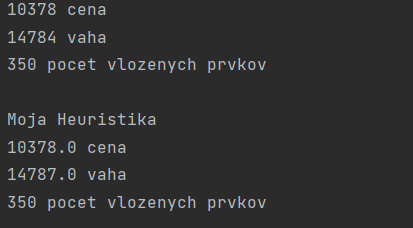 10378 cena
14784 vaha
350 pocet vlozenych prvkov
Moja Heuristika
10378.0 cena
14787.0 vaha
350 pocet vlozenych prvkov